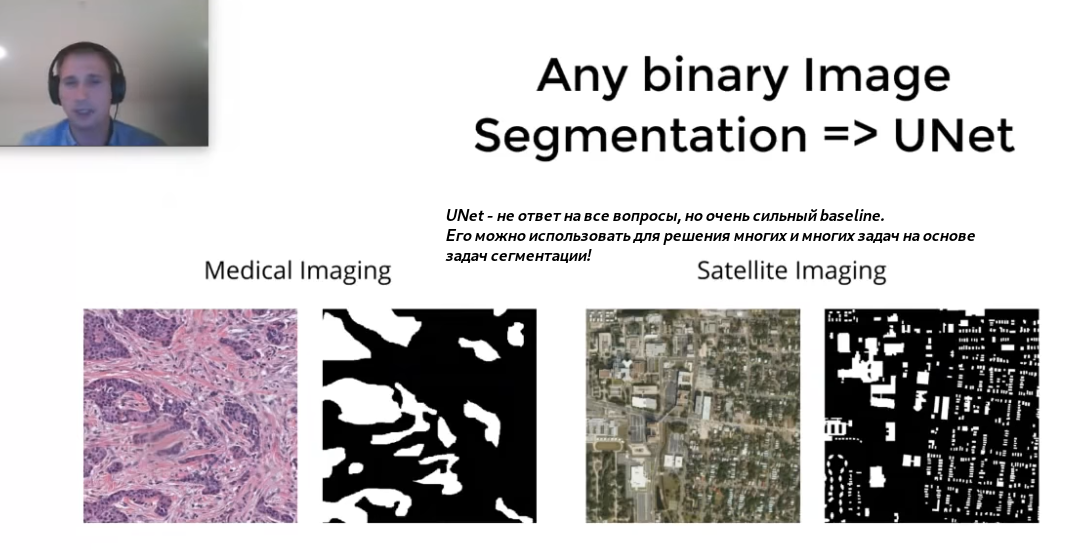 Any binary Image
Segmentation => UNet
UNet - не ответ на все вопросы, но очень сильный baseline.
Его можно использовать для решения многих и многих задач на основе
задач сегментации!
Medical Imaging
Satellite Imaging